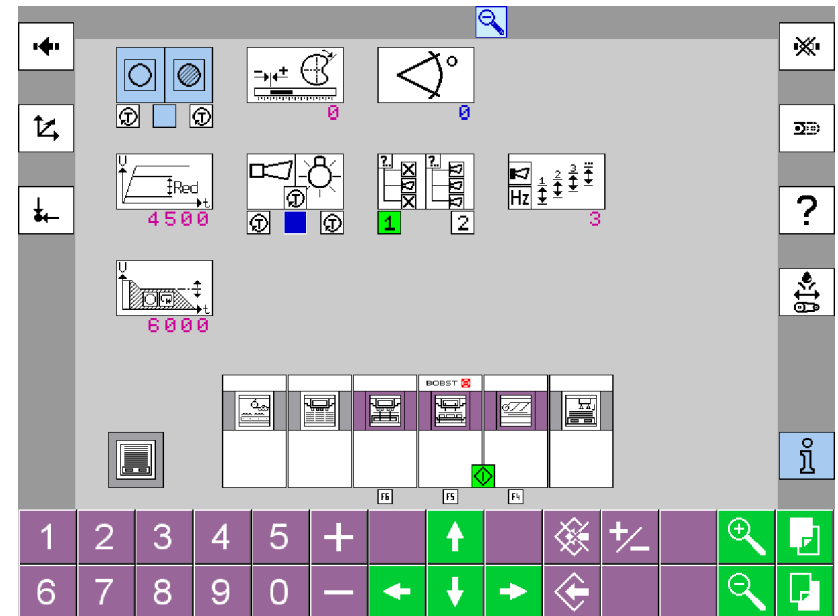 0
0
U
Red
t
4500
?..
?..
1
2
Hz
1 2 3
3
U
t
6000
BOBST
F6
F5
F4
?
i
1 2 3 4 5 + +/−
6 7 8 9 0 −